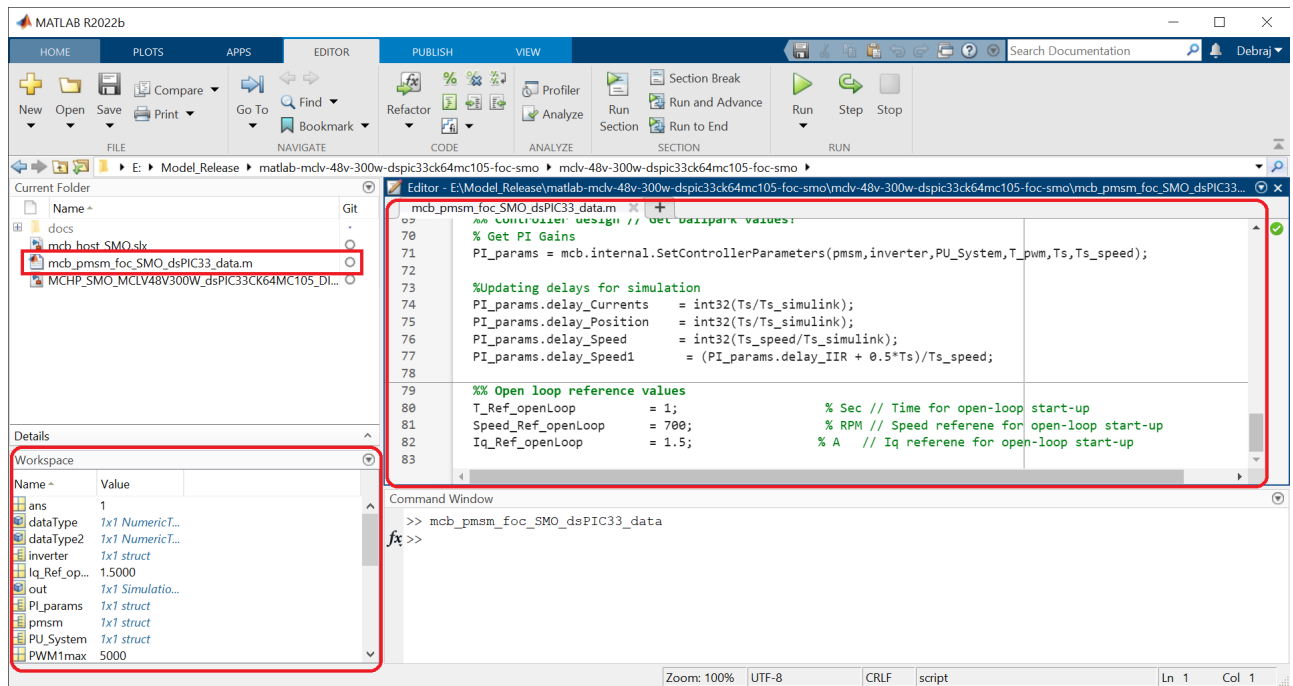 MATLAB R2022b
HOME PLOTS APPS EDITOR PUBLISH VIEW Search Documentation Debraj
New Open Save Compare Print Go To Find Bookmark Refactor Profiler Analyze Run Section Section Break Run and Advance Run to End Run Step Stop
FILE NAVIGATE CODE ANALYZE SECTION RUN
E: Model_Release matlab-mclv-48v-300w-dspic33ck64mc105-foc-smo mclv-48v-300w-dspic33ck64mc105-foc-smo
Current Folder
Name Git
docs
mcb_host_SMO.slx
mcb_pmsm_foc_SMO_dsPIC33_data.m
MCHP_SMO_MCLV48V300W_dsPIC33CK64MC105_DI...
Details
Workspace
Name Value
ans 1
dataType 1x1 NumericT...
dataType2 1x1 NumericT...
inverter 1x1 struct
Iq_Ref_op... 1.5000
out 1x1 Simulatio...
PI_params 1x1 struct
pmsm 1x1 struct
PU_System 1x1 struct
PWM1max 5000
Editor - E:\Model_Release\matlab-mclv-48v-300w-dspic33ck64mc105-foc-smo\mclv-48v-300w-dspic33ck64mc105-foc-smo\mcb_pmsm_foc_SMO_dsPIC33...
mcb_pmsm_foc_SMO_dsPIC33_data.m
69 %% Controller design // Get ballpark values!
70 % Get PI Gains
71 PI_params = mcb.internal.SetControllerParameters(pmsm,inverter,PU_System,T_pwm,Ts,Ts_speed);
72
73 %Updating delays for simulation
74 PI_params.delay_Currents = int32(Ts/Ts_simulink);
75 PI_params.delay_Position = int32(Ts/Ts_simulink);
76 PI_params.delay_Speed = int32(Ts_speed/Ts_simulink);
77 PI_params.delay_Speed1 = (PI_params.delay_IIR + 0.5*Ts)/Ts_speed;
78
79 %% Open loop reference values
80 T_Ref_openLoop = 1; % Sec // Time for open-loop start-up
81 Speed_Ref_openLoop = 700; % RPM // Speed referene for open-loop start-up
82 Iq_Ref_openLoop = 1.5; % A // Iq referene for open-loop start-up
83
Command Window
>> mcb_pmsm_foc_SMO_dsPIC33_data
fx >>
Zoom: 100% UTF-8 CRLF script Ln 1 Col 1